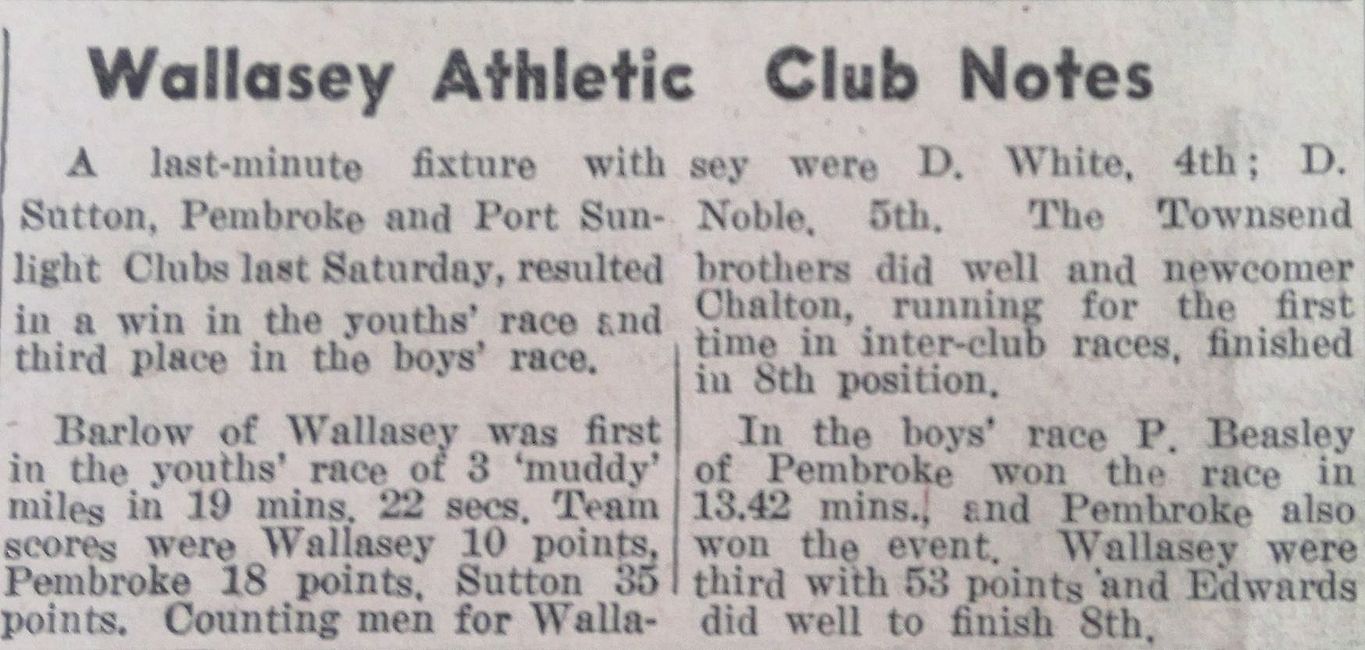 Wallasey Athletic Club Notes
A last-minute fixture with
Sutton, Pembroke and Port Sun-
light Clubs last Saturday, resulted
in a win in the youths' race and
third place in the boys' race.
Barlow of Wallasey was first
in the youths' race of 3 'muddy'
miles in 19 mins. 22 secs. Team
scores were Wallasey 10 points,
Pembroke 18 points. Sutton 35
points. Counting men for Walla-
sey were D. White, 4th; D.
Noble, 5th. The Townsend
brothers did well and newcomer
Chalton, running for the first
time in inter-club races, finished
in 8th position.
In the boys' race P. Beasley
of Pembroke won the race in
13.42 mins., and Pembroke also
won the event. Wallasey were
third with 53 points and Edwards
did well to finish 8th.